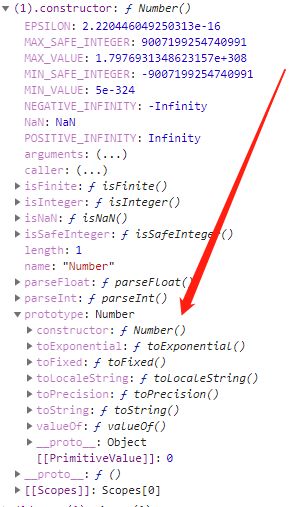 (1).constructor: ƒ Number()
EPSILON: 2.220446049250313e-16
MAX_SAFE_INTEGER: 9007199254740991
MAX_VALUE: 1.7976931348623157e+308
MIN_SAFE_INTEGER: -9007199254740991
MIN_VALUE: 5e-324
NEGATIVE_INFINITY: -Infinity
NaN: NaN
POSITIVE_INFINITY: Infinity
arguments: (...)
caller: (...)
isFinite: ƒ isFinite()
isInteger: ƒ isInteger()
isNaN: ƒ isNaN()
isSafeInteger: ƒ isSafeInteger()
length: 1
name: "Number"
parseFloat: ƒ parseFloat()
parseInt: ƒ parseInt()
prototype: Number
constructor: ƒ Number()
toExponential: ƒ toExponential()
toFixed: ƒ toFixed()
toLocaleString: ƒ toLocaleString()
toPrecision: ƒ toPrecision()
toString: ƒ toString()
valueOf: ƒ valueOf()
__proto__: Object
[[PrimitiveValue]]: 0
__proto__: ƒ ()
[[Scopes]]: Scopes[0]